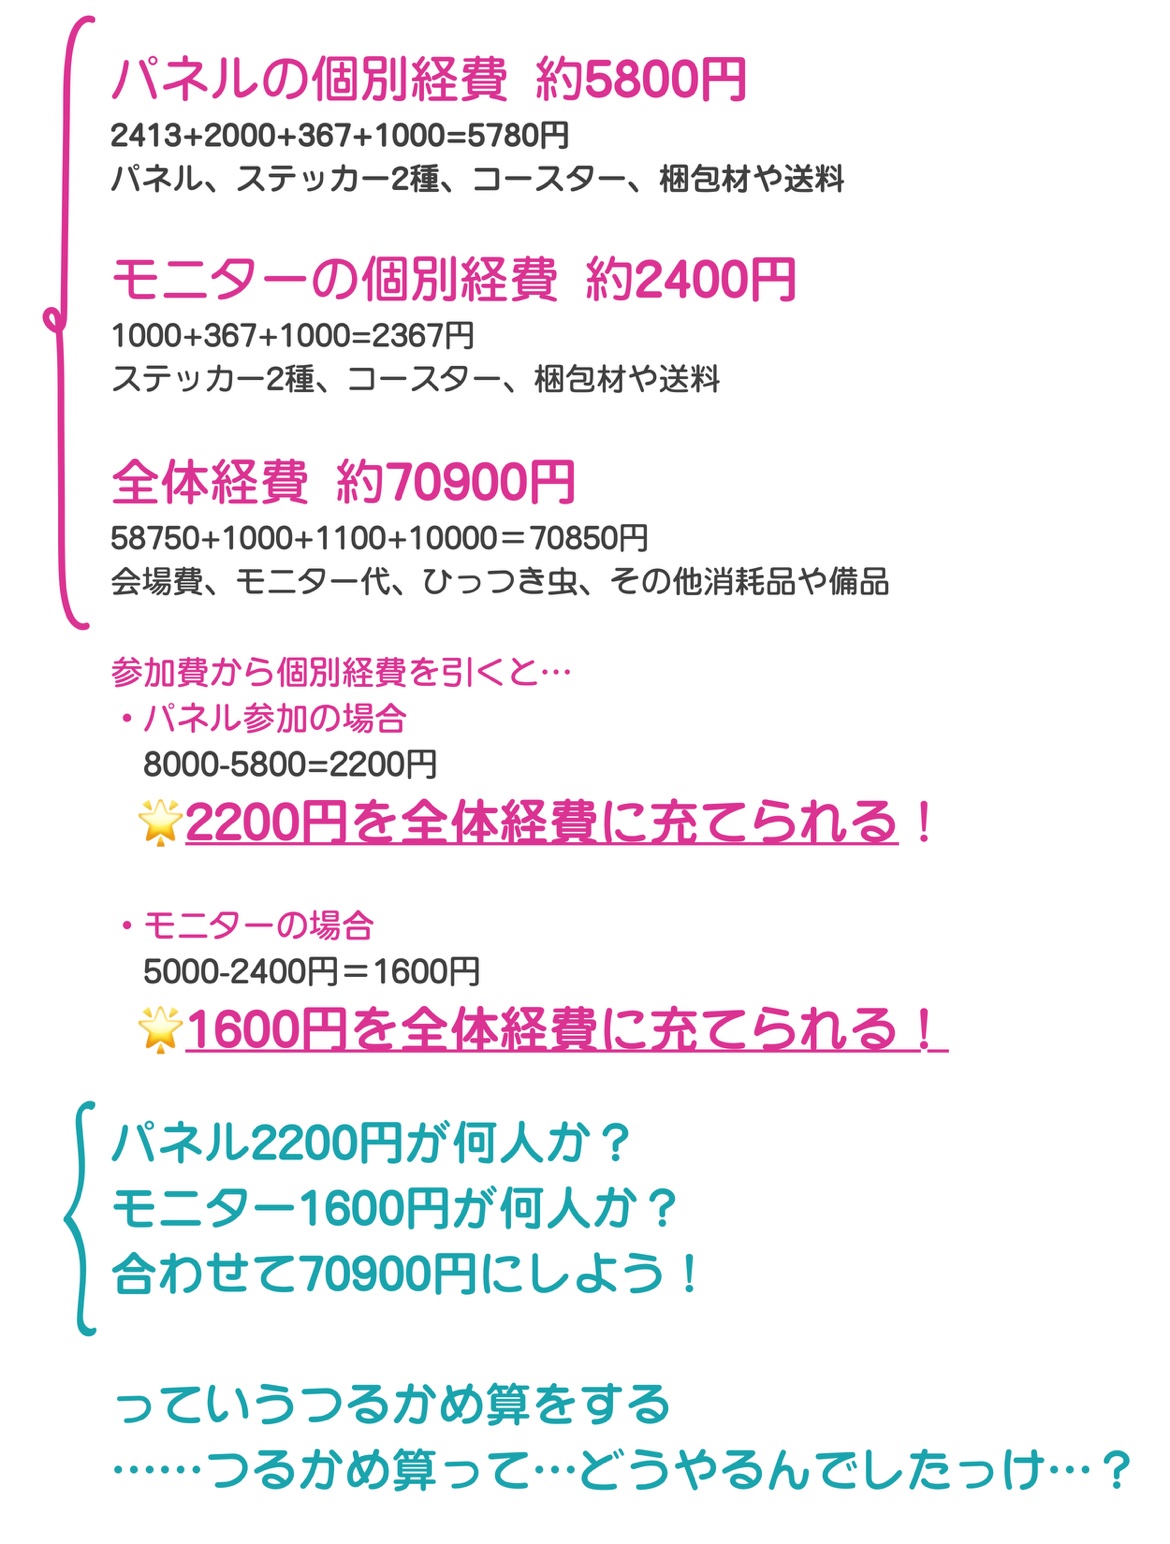 パネルの個別経費 約5800円
2413+2000+367+1000=5780円
パネル、ステッカー2種、コースター、梱包材や送料
モニターの個別経費 約2400円
1000+367+1000=2367円
ステッカー2種、コースター、梱包材や送料
全体経費 約70900円
58750+1000+1100+10000＝70850円
会場費、モニター代、ひっつき虫、その他消耗品や備品
参加費から個別経費を引くと…
・パネル参加の場合
8000-5800=2200円
🌟2200円を全体経費に充てられる！
・モニターの場合
5000-2400円＝1600円
🌟1600円を全体経費に充てられる！
パネル2200円が何人か？
モニター1600円が何人か？
合わせて70900円にしよう！
っていうつるかめ算をする
……つるかめ算って…どうやるんでしたっけ…？